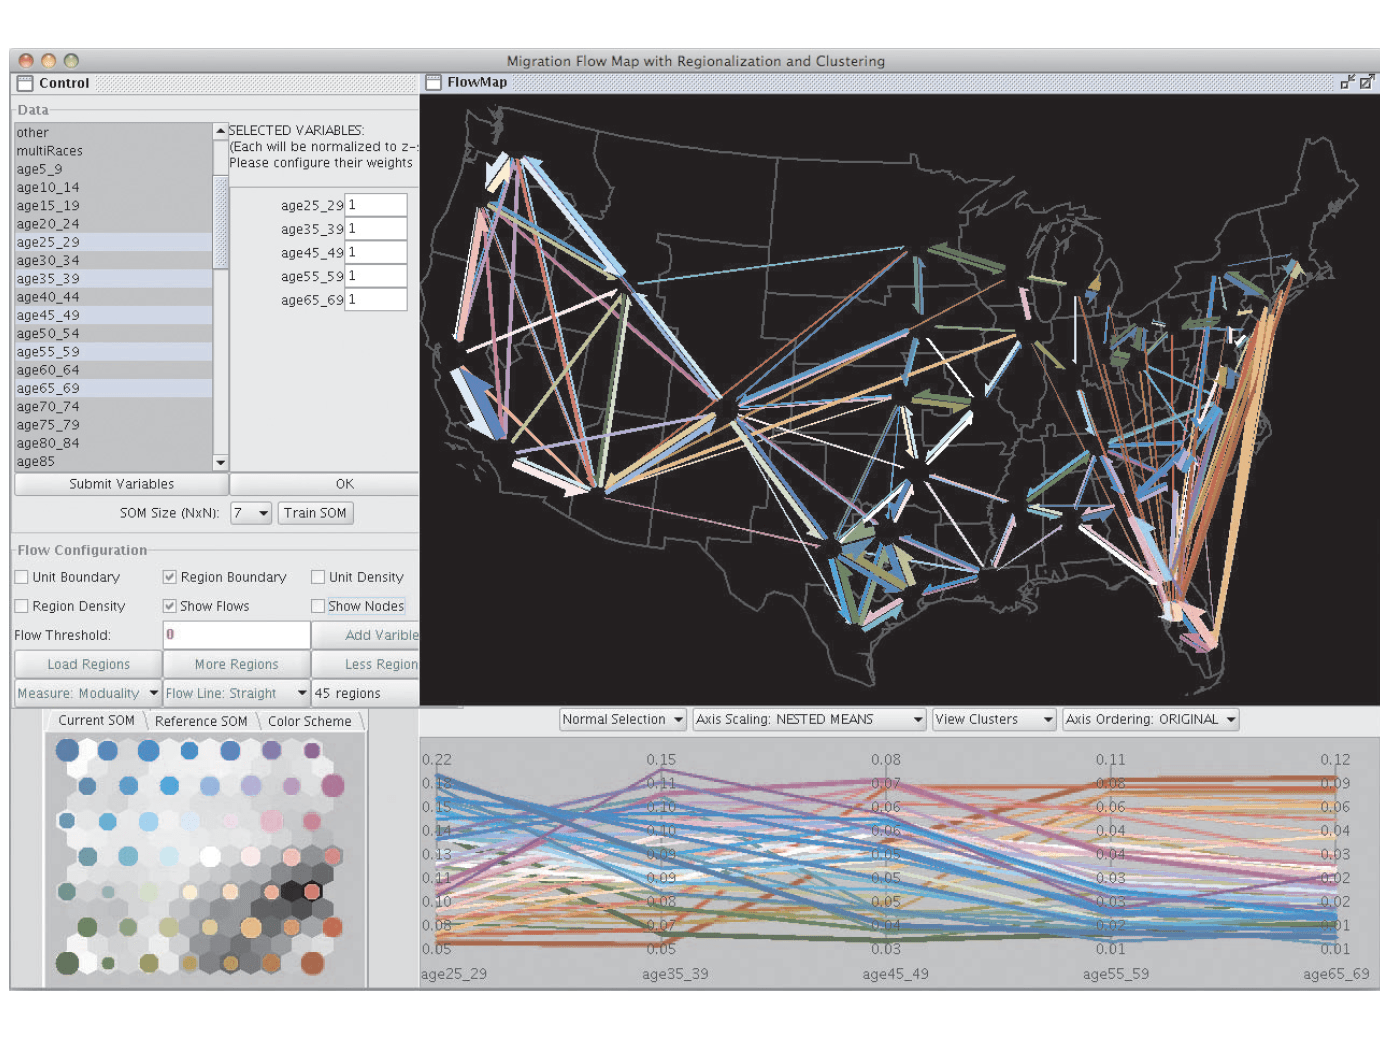 Migration Flow Map with Regionalization and Clustering
Control
FlowMap
Data
other
multiRaces
age5_9
age10_14
age15_19
age20_24
age25_29
age30_34
age35_39
age40_44
age45_49
age50_54
age55_59
age60_64
age65_69
age70_74
age75_79
age80_84
age85
SELECTED VARIABLES:
(Each will be normalized to z-
Please configure their weights
age25_29 1
age35_39 1
age45_49 1
age55_59 1
age65_69 1
Submit Variables OK
SOM Size (NxN): 7 Train SOM
Flow Configuration
Unit Boundary Region Boundary Unit Density
Region Density Show Flows Show Nodes
Flow Threshold: 0 Add Varible
Load Regions More Regions Less Region
Measure: Moduality Flow Line: Straight 45 regions
Current SOM Reference SOM Color Scheme
Normal Selection Axis Scaling: NESTED MEANS View Clusters Axis Ordering: ORIGINAL
0.22 0.15 0.08 0.11 0.12
0.18 0.11 0.07 0.08 0.09
0.15 0.10 0.06 0.06 0.06
0.14 0.10 0.06 0.04 0.04
0.13 0.09 0.05 0.04 0.03
0.11 0.09 0.05 0.03 0.02
0.10 0.08 0.05 0.03 0.02
0.08 0.07 0.04 0.02 0.01
0.05 0.05 0.03 0.01 0.01
age25_29 age35_39 age45_49 age55_59 age65_69